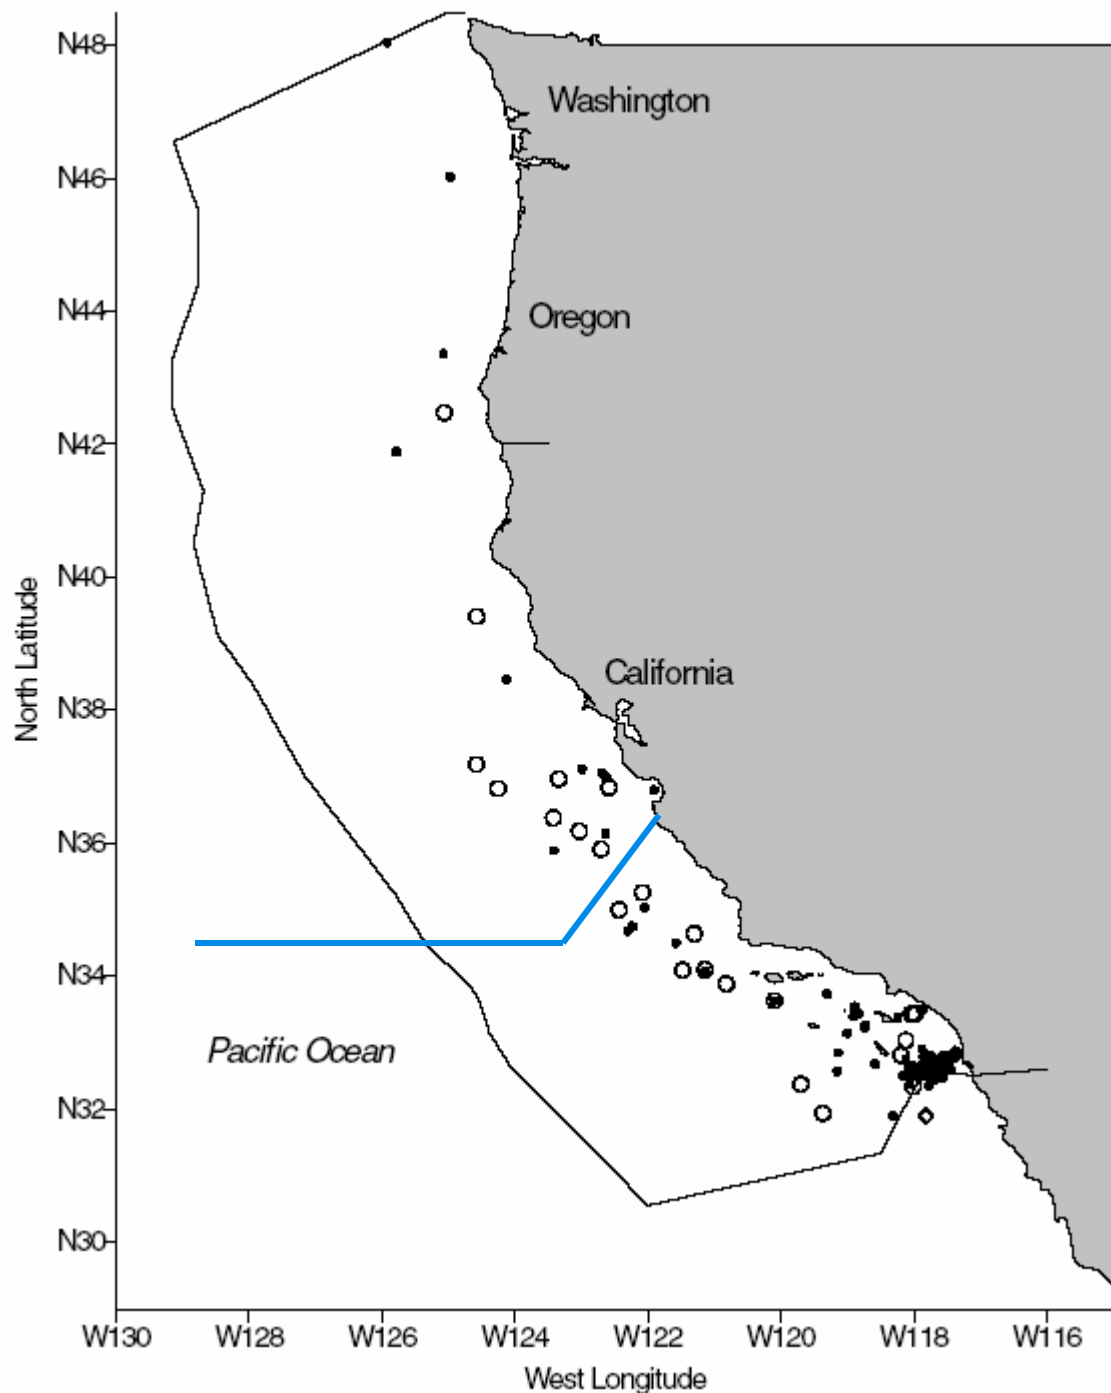 N48
Washington
N46
N44
Oregon
N42
N40
California
N38
North Latitude
N36
N34
Pacific Ocean
N32
N30
W130 W128 W126 W124 W122 W120 W118 W116
West Longitude